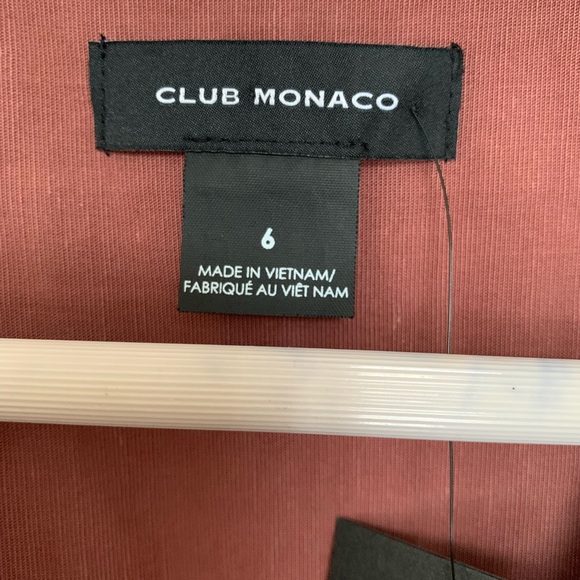 CLUB MONACO
6
MADE IN VIETNAM/
FABRIQUÉ AU VIÊT NAM